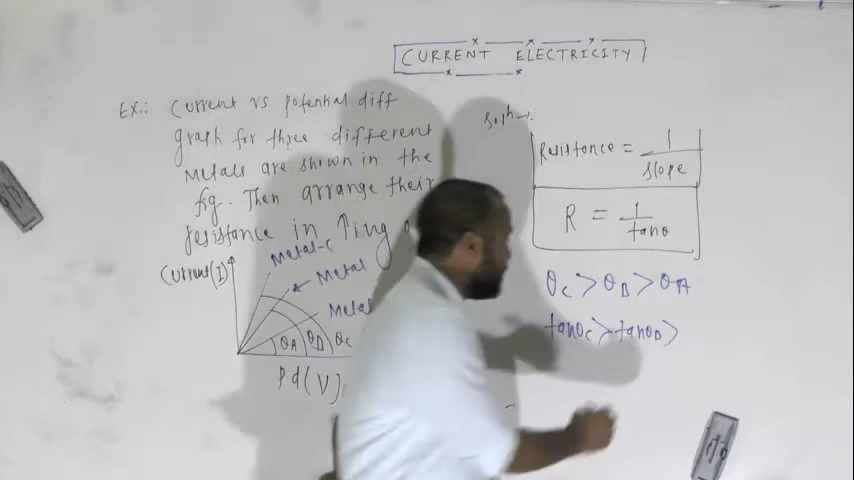 CURRENT ELECTRICITY
Ex:: Current vs potential diff
graph for three different
metals are shown in the
fig. Then arrange their
resistance in ↑ing
Metal-C
Current(I)
Metal
Metal
θA θB θC
Pd(V)
Solⁿ→
Resistance = 1/slope
R = 1/tanθ
θC > θB > θA
tanθC > tanθB >